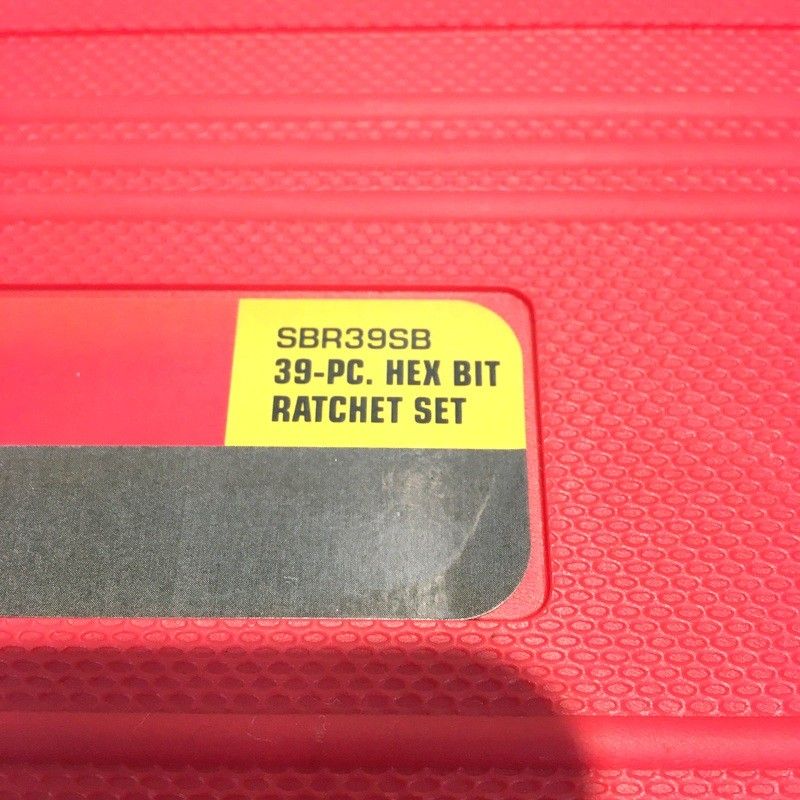 SBR39SB
39-PC. HEX BIT
RATCHET SET